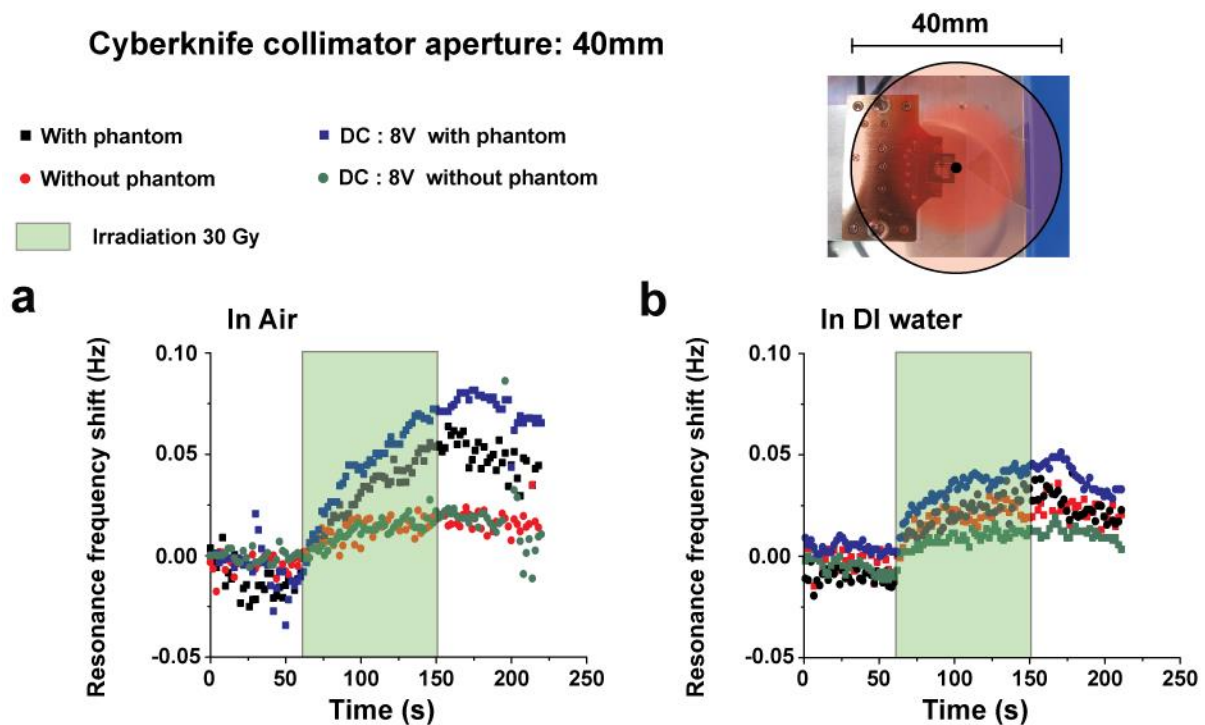 Cyberknife collimator aperture: 40mm
40mm
With phantom
DC : 8V with phantom
Without phantom
DC : 8V without phantom
Irradiation 30 Gy
a
In Air
Resonance frequency shift (Hz)
0.10
0.05
0.00
-0.05
0 50 100 150 200 250
Time (s)
b
In DI water
Resonance frequency shift (Hz)
0.10
0.05
0.00
-0.05
0 50 100 150 200 250
Time (s)